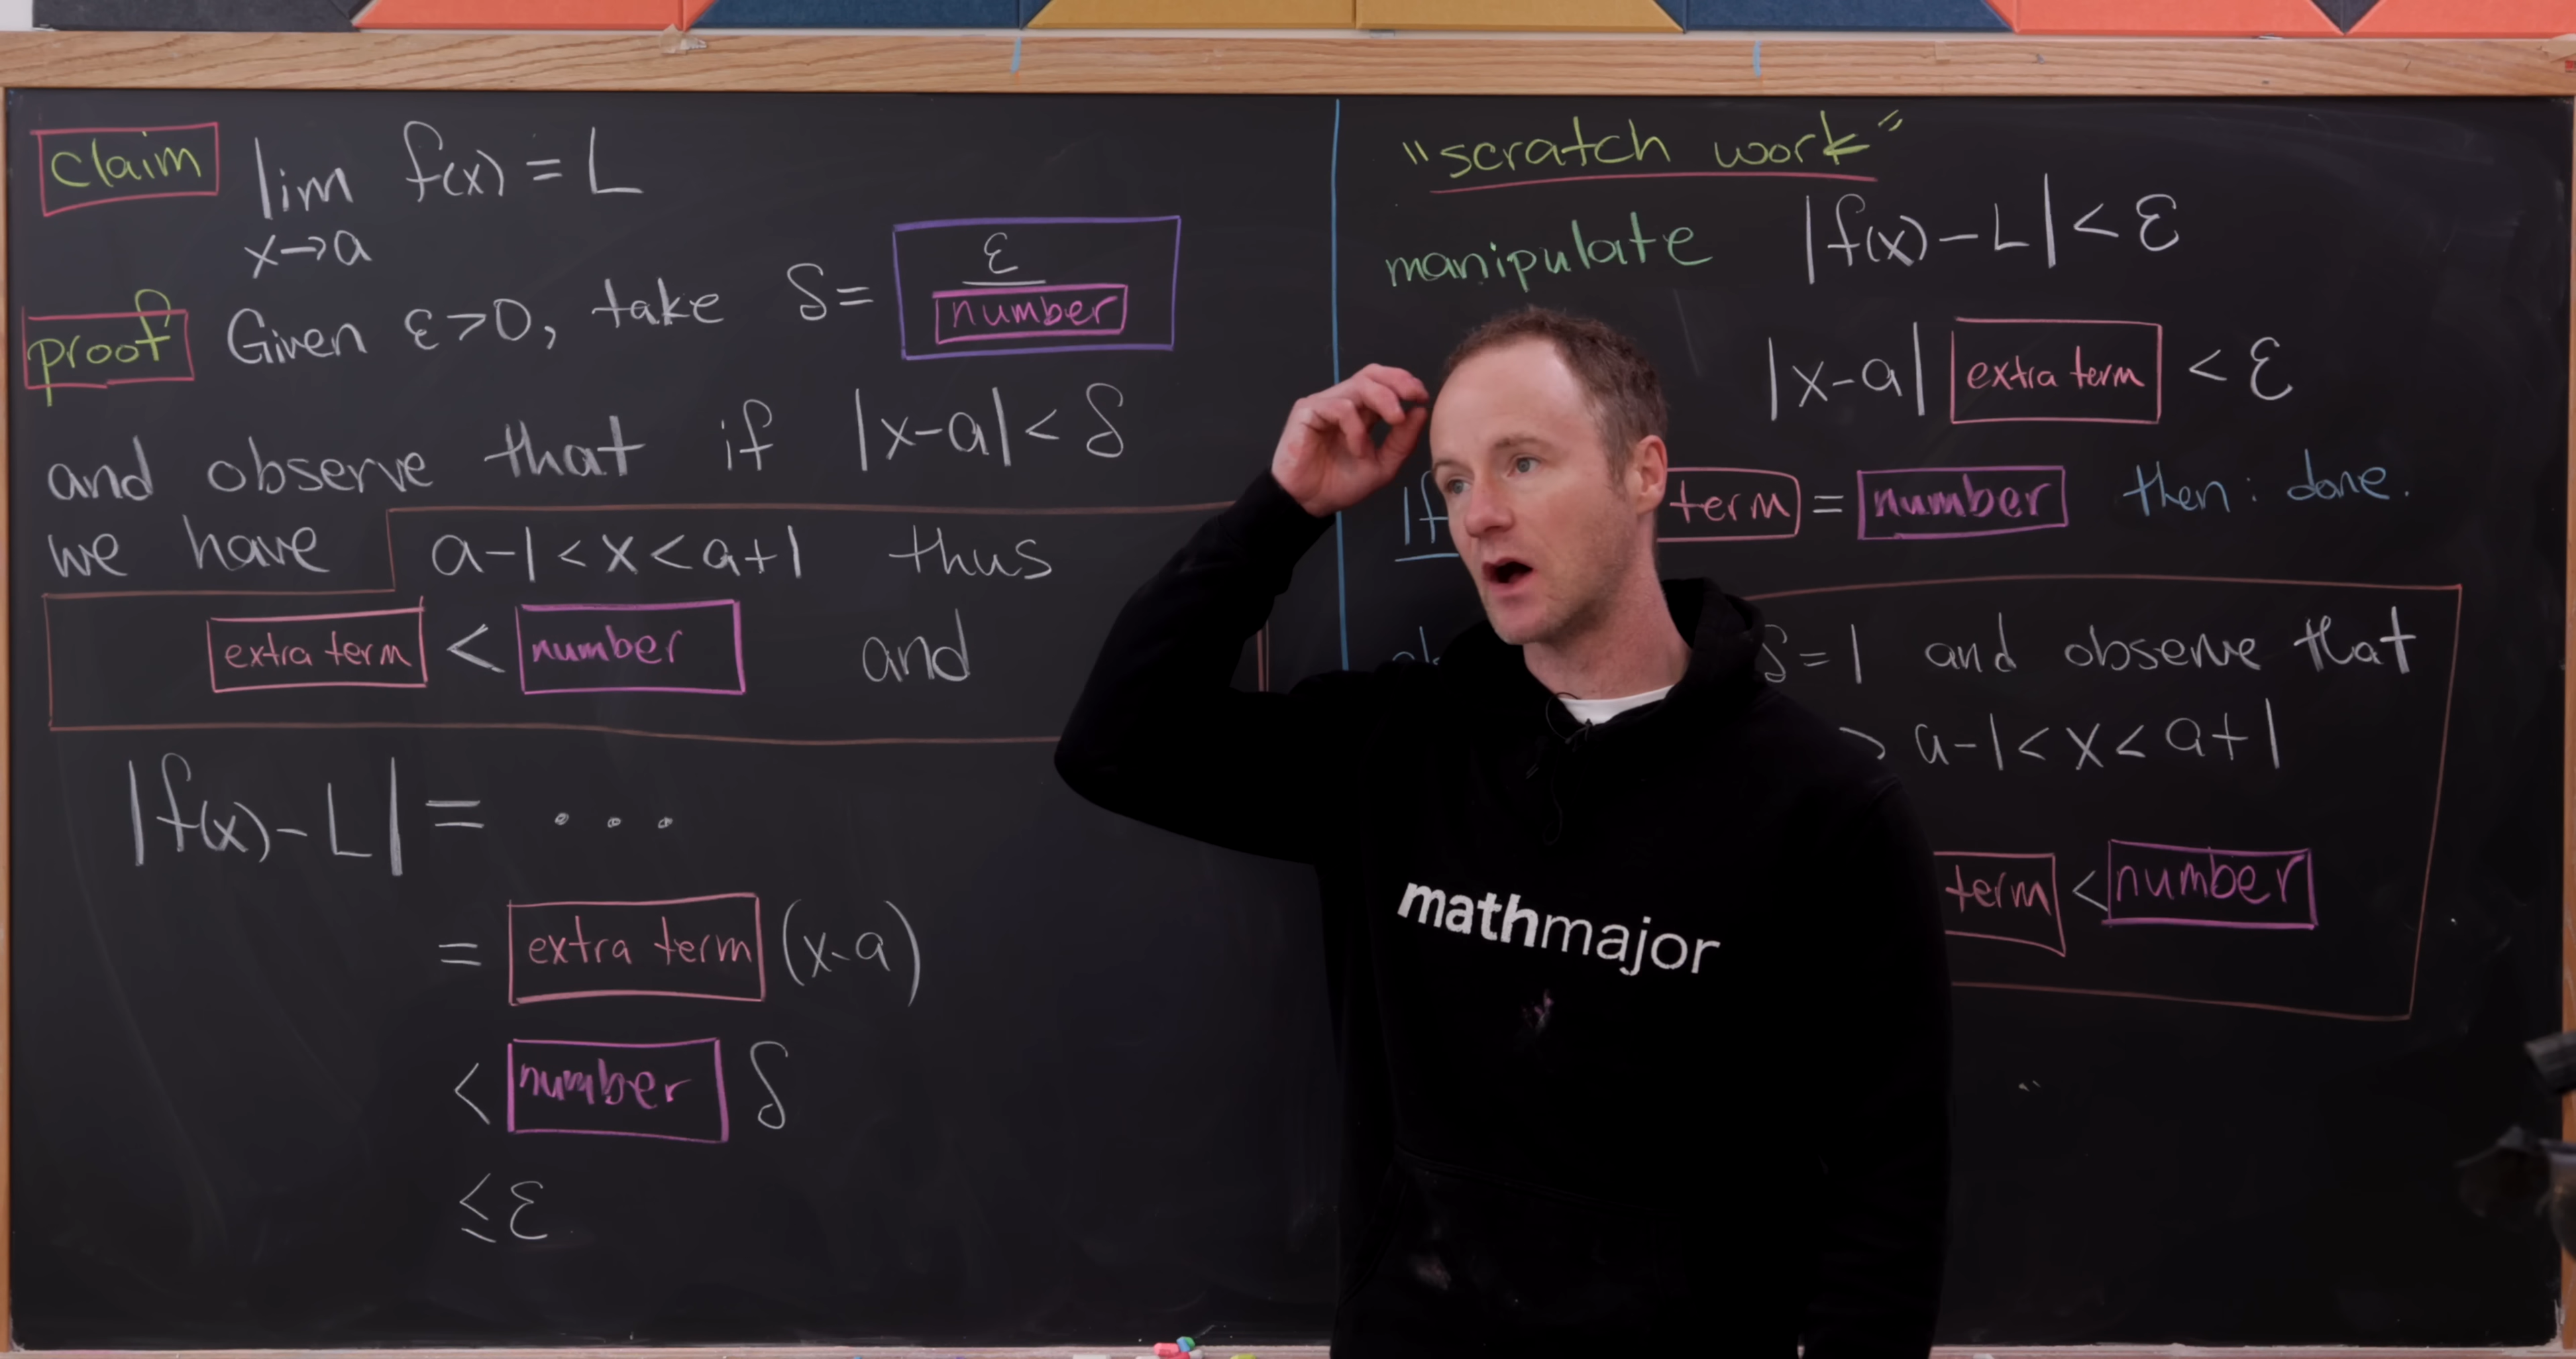 claim lim f(x) = L
x→a
proof Given ε>0, take δ= ε
number
and observe that if |x-a|<δ
we have a-1<x<a+1 thus
extra term < number and
|f(x)-L| = ...
= extra term (x-a)
< number δ
≤ε
"scratch work"
manipulate |f(x)-L|<ε
|x-a| extra term < ε
If term = number then: done.
δ=1 and observe that
a-1<x<a+1
term < number
mathmajor